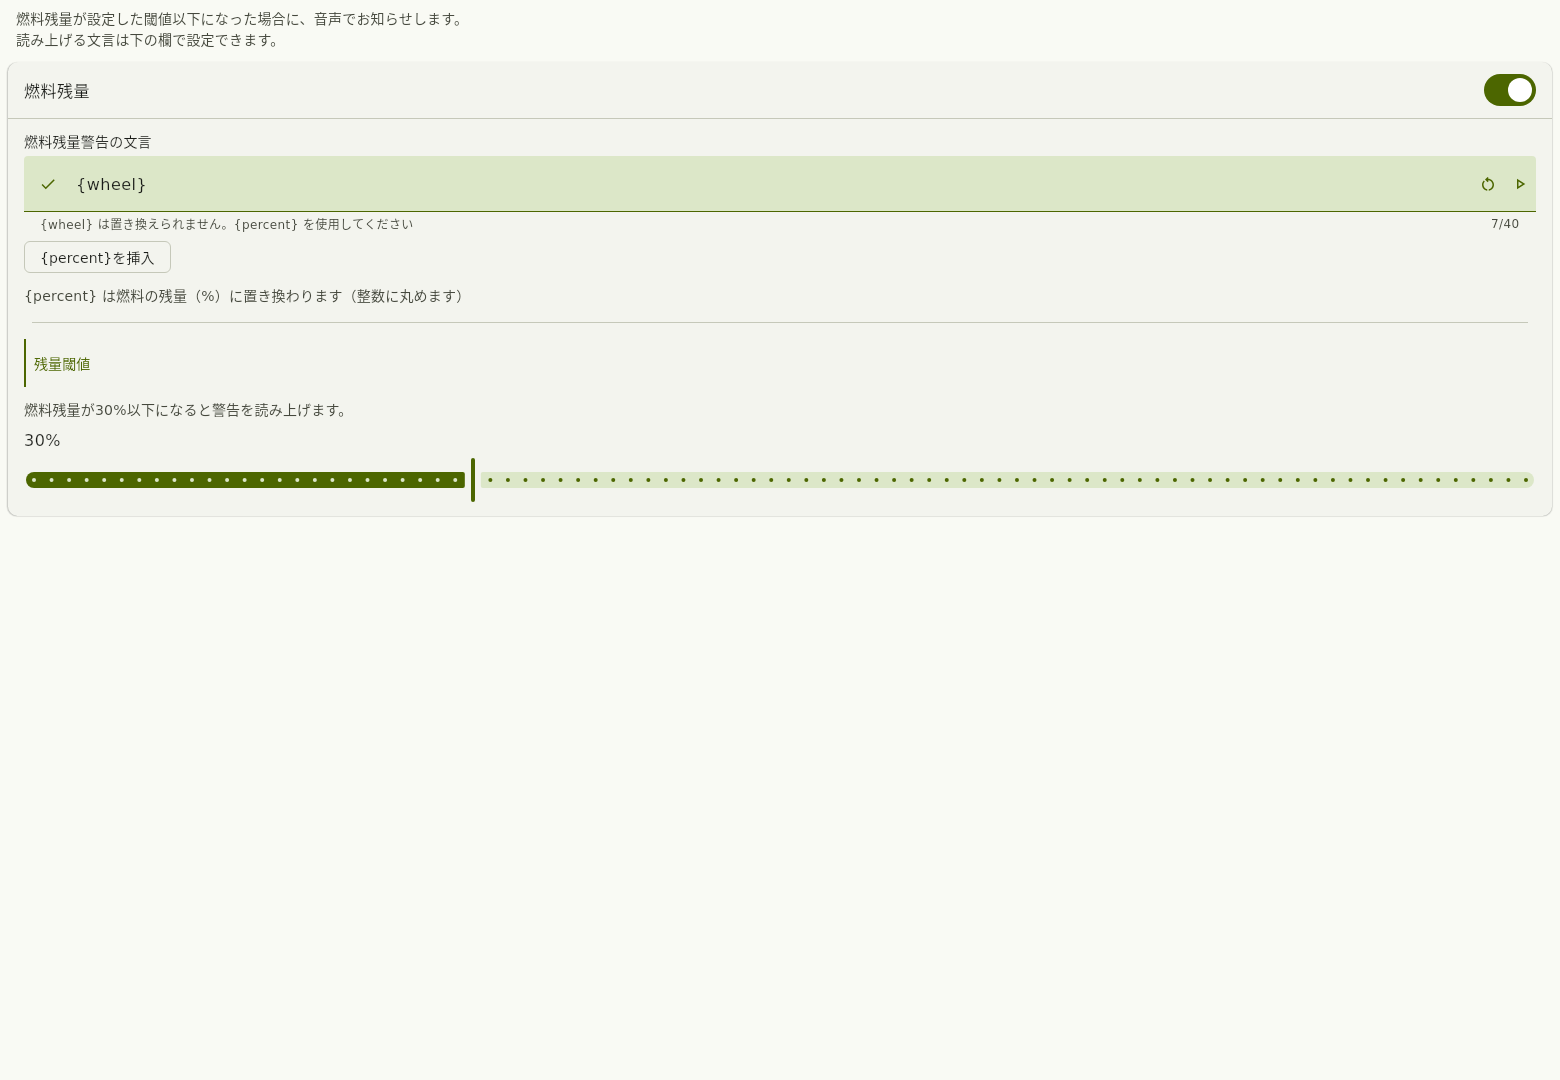 燃料残量が設定した閾値以下になった場合に、音声でお知らせします。
読み上げる文言は下の欄で設定できます。
燃料残量
燃料残量警告の文言
{wheel}
{wheel} は置き換えられません。{percent} を使用してください
7/40
{percent}を挿入
{percent} は燃料の残量（%）に置き換わります（整数に丸めます）
残量閾値
燃料残量が30%以下になると警告を読み上げます。
30%